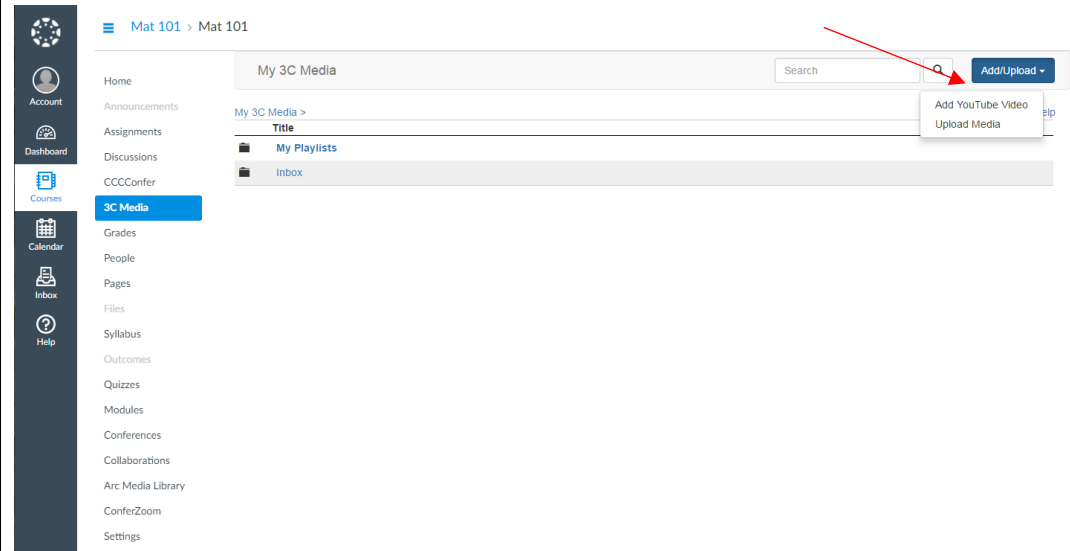 Mat 101 > Mat 101
Account
Dashboard
Courses
Calendar
Inbox
Help
Home
Announcements
Assignments
Discussions
CCCConfer
3C Media
Grades
People
Pages
Files
Syllabus
Outcomes
Quizzes
Modules
Conferences
Collaborations
Arc Media Library
ConferZoom
Settings
My 3C Media
Search
Add/Upload
Add YouTube Video
Upload Media
My 3C Media >
Title
My Playlists
Inbox